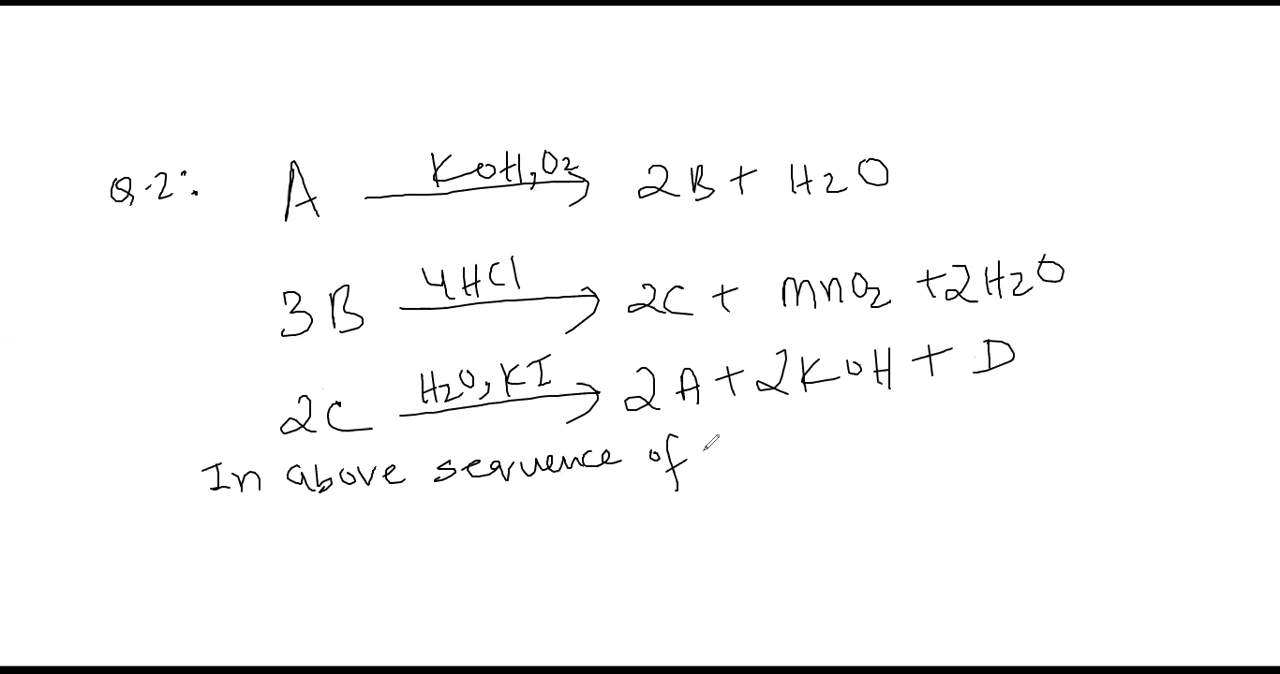 Q.2:. A KOH,O2 2B + H2O
3B 4HCl 2C + mnO2 +2H2O
2C H2O,KI 2A+2KOH + D
In above sequence of